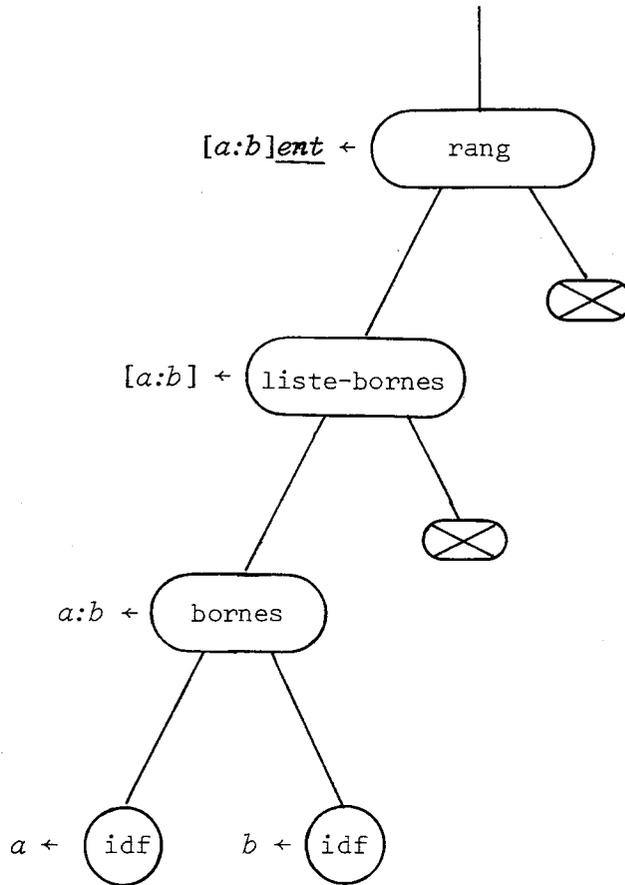 [a:b]ent ← rang
[a:b] ← liste-bornes
a:b ← bornes
a ← idf b ← idf